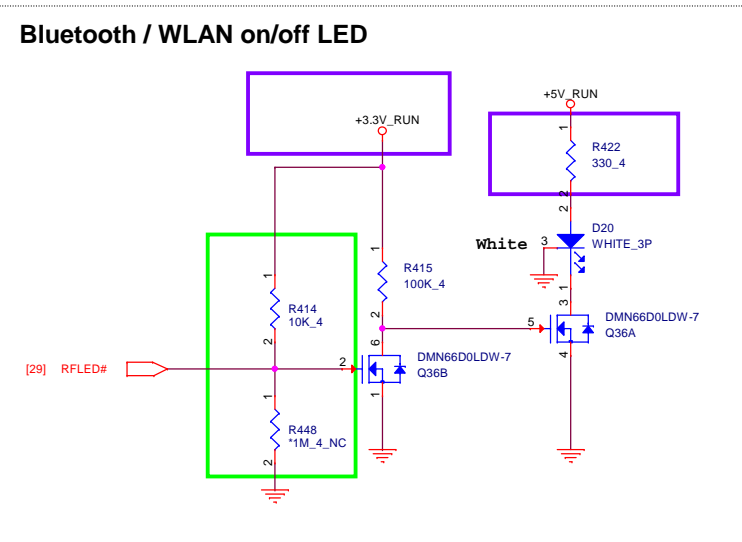 Bluetooth / WLAN on/off LED
+3.3V_RUN
+5V_RUN
1
R422
330_4
2
2
D20
WHITE_3P
White
3
1
1
R415
100K_4
2
1
R414
10K_4
2
3
5
DMN66D0LDW-7
Q36A
4
6
2
DMN66D0LDW-7
Q36B
1
[29] RFLED#
1
R448
*1M_4_NC
2